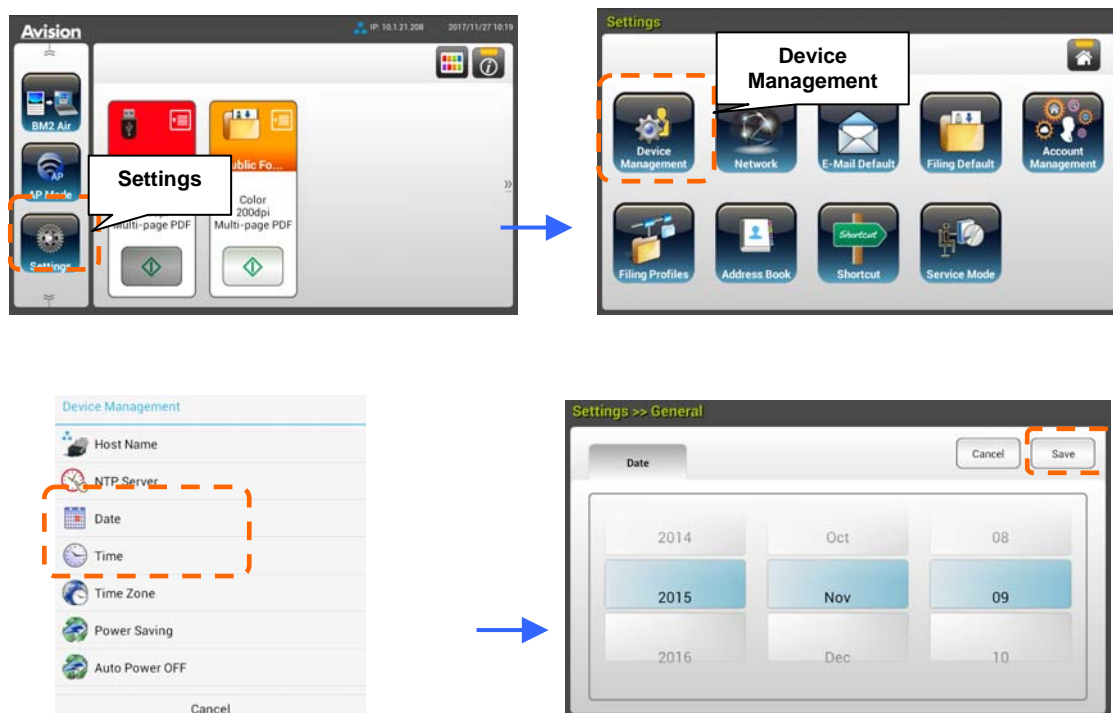 Avision
IP: 10.1.21.208
2017/11/27 10:19
BM2 Air
AP Mode
Settings
Settings
ublic Fo...
Multi-page PDF
Color
200dpi
Multi-page PDF
Settings
Device
Management
Device
Management
Network
E-Mail Default
Filing Default
Account
Management
Filing Profiles
Address Book
Shortcut
Shortcut
Service Mode
Device Management
Host Name
NTP Server
Date
Time
Time Zone
Power Saving
Auto Power OFF
Cancel
Settings >> General
Date
Cancel
Save
2014 Oct 08
2015 Nov 09
2016 Dec 10